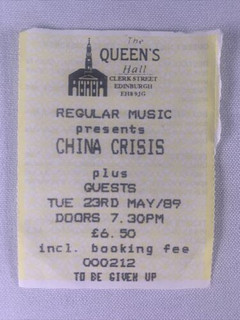 The
QUEEN'S
Hall
CLERK STREET
EDINBURGH
EH8 9JG
REGULAR MUSIC
presents
CHINA CRISIS
plus
GUESTS
TUE 23RD MAY/89
DOORS 7.30PM
£6.50
incl. booking fee
000212
TO BE GIVEN UP